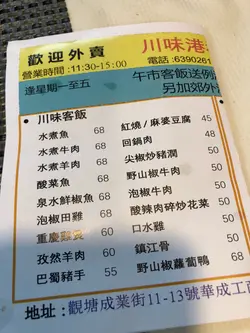 歡迎外賣
川味港
營業時間:11:30-15:00
電話:6390261
逢星期一至五
午市客飯送例
另加郊外
川味客飯
水煮魚 68
水煮牛肉 60
水煮羊肉 60
酸菜魚 68
泉水鮮椒魚 68
泡椒田雞 68
重慶雞煲 60
孜然羊肉 60
巴蜀豬手 55
紅燒/麻婆豆腐 45
回鍋肉 48
尖椒炒豬潤 50
野山椒牛肉 50
泡椒牛肉 50
酸辣肉碎炒花菜 50
口水雞 50
鎮江骨 50
野山椒蘿蔔鴨 68
地址:觀塘成業街11-13號華成工商